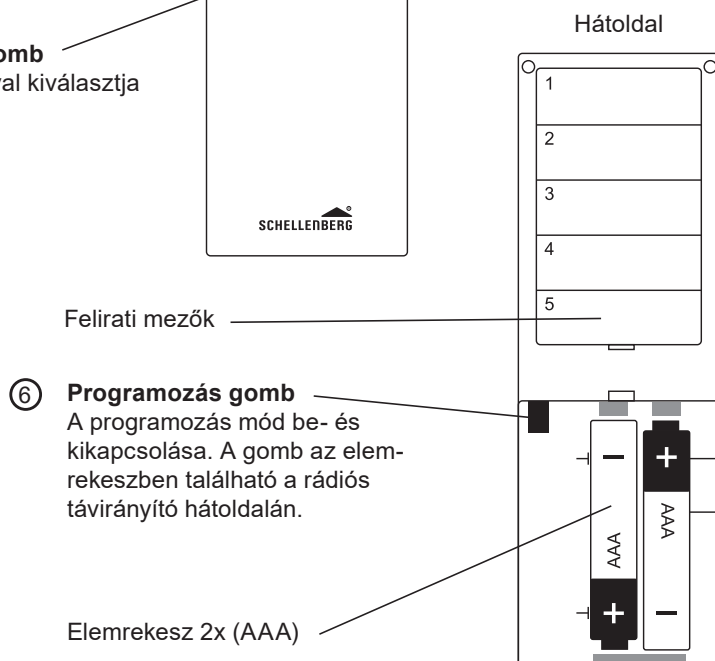 Hátoldal
omb
val kiválasztja
1
2
3
4
5
SCHELLENBERG
Felirati mezők
6 Programozás gomb
A programozás mód be- és
kikapcsolása. A gomb az elem-
rekeszben található a rádiós
távirányító hátoldalán.
− +
AAA AAA
+ −
Elemrekesz 2x (AAA)